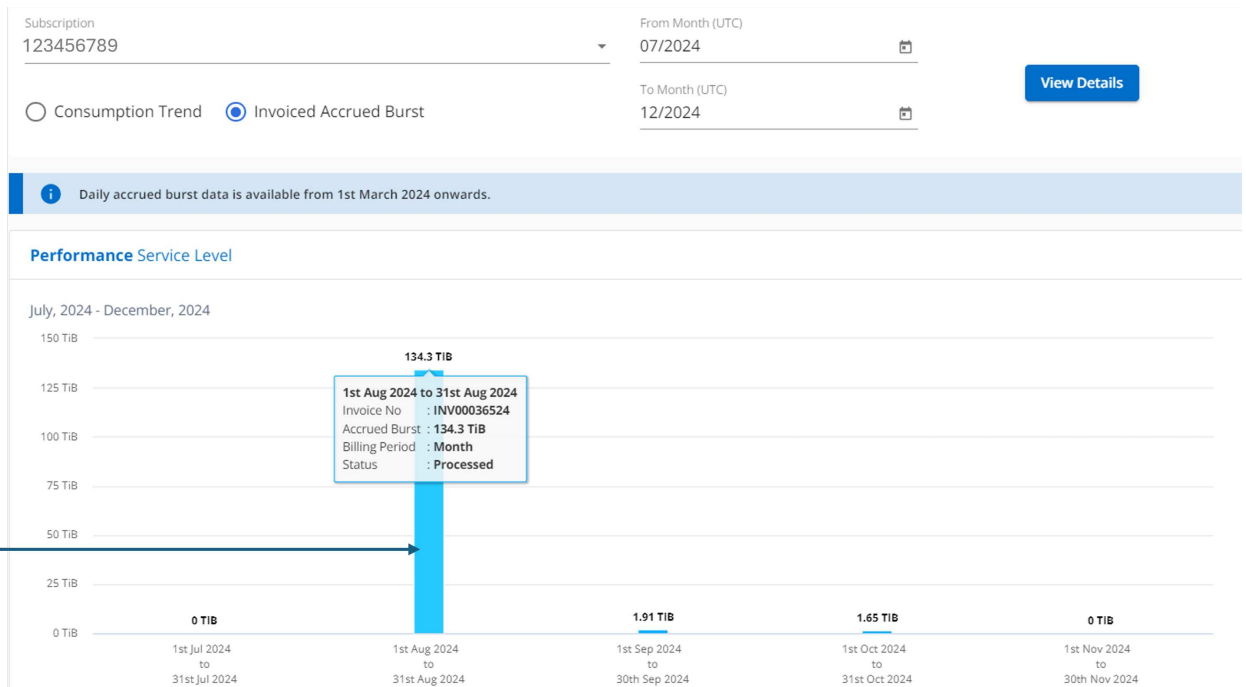 Subscription
123456789
From Month (UTC)
07/2024
View Details
To Month (UTC)
12/2024
Consumption Trend Invoiced Accrued Burst
Daily accrued burst data is available from 1st March 2024 onwards.
Performance Service Level
July, 2024 - December, 2024
150 TiB
134.3 TIB
125 TiB
1st Aug 2024 to 31st Aug 2024
Invoice No : INV00036524
Accrued Burst : 134.3 TiB
Billing Period : Month
Status : Processed
100 TiB
75 TiB
50 TiB
25 TiB
0 TIB
1.91 TIB
1.65 TIB
0 TIB
0 TiB
1st Jul 2024
to
31st Jul 2024
1st Aug 2024
to
31st Aug 2024
1st Sep 2024
to
30th Sep 2024
1st Oct 2024
to
31st Oct 2024
1st Nov 2024
to
30th Nov 2024